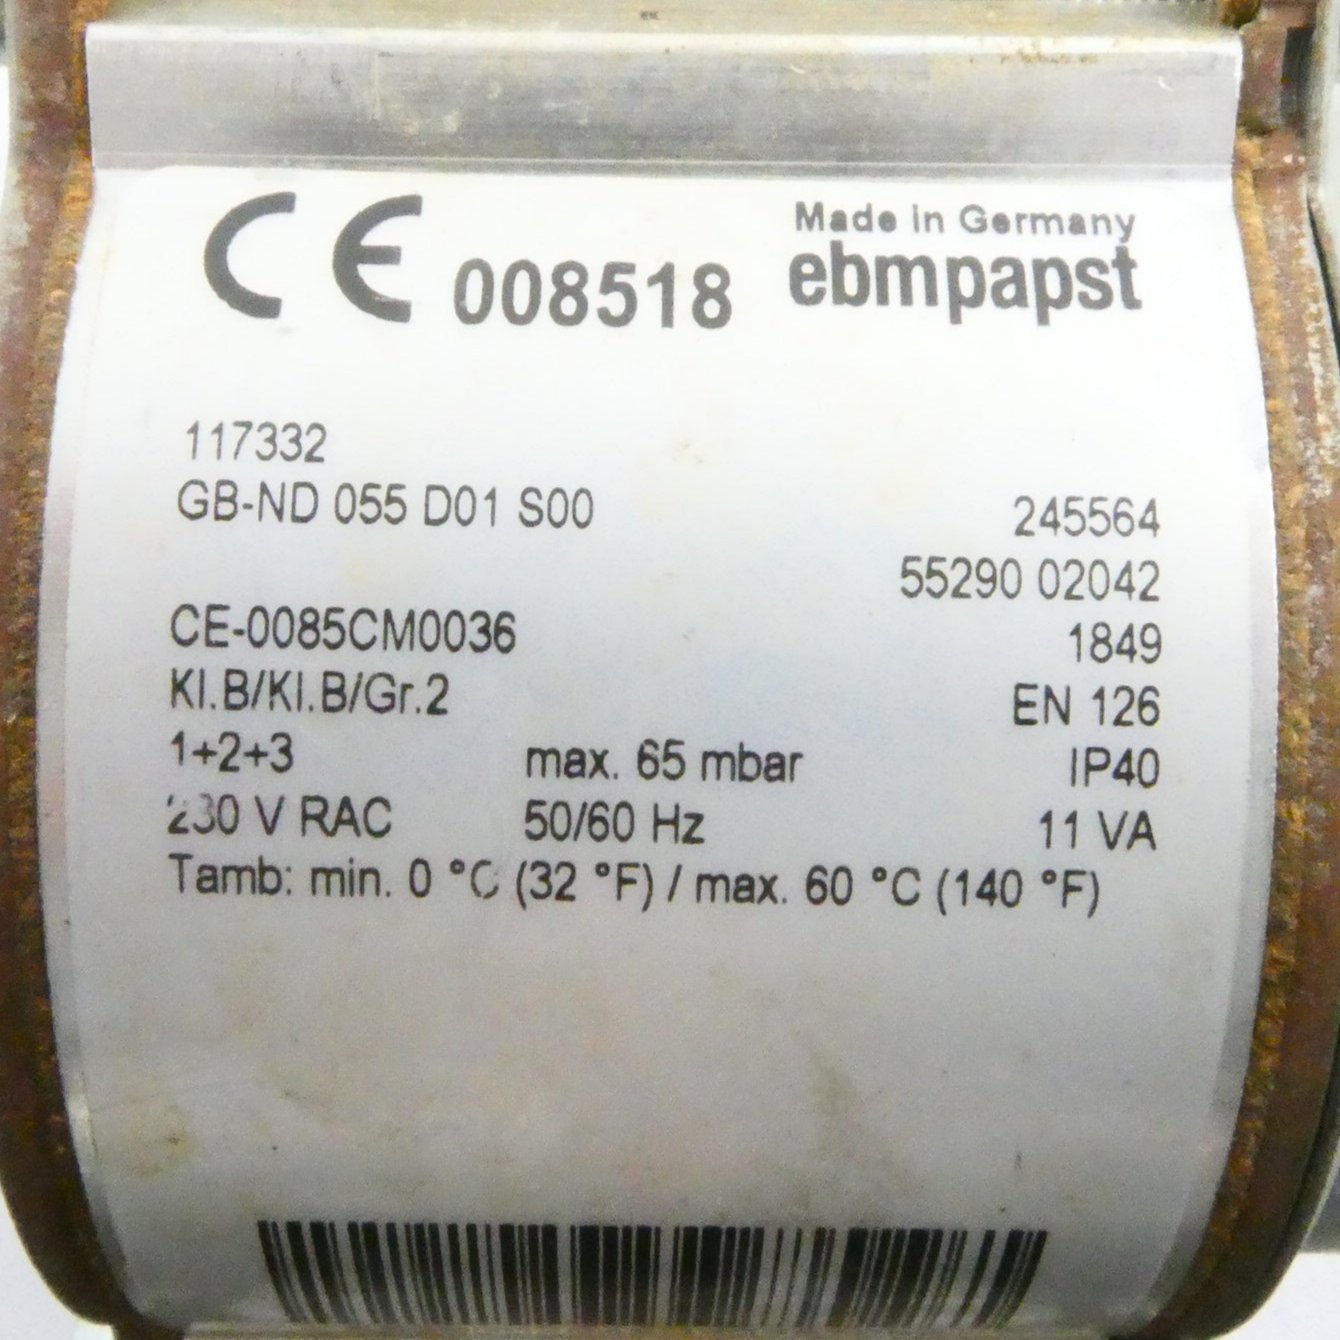 CE 008518
Made in Germany
ebmpapst
117332
GB-ND 055 D01 S00
245564
55290 02042
CE-0085CM0036
1849
Kl.B/Kl.B/Gr.2
EN 126
1+2+3 max. 65 mbar IP40
230 V RAC 50/60 Hz 11 VA
Tamb: min. 0 °C (32 °F) / max. 60 °C (140 °F)